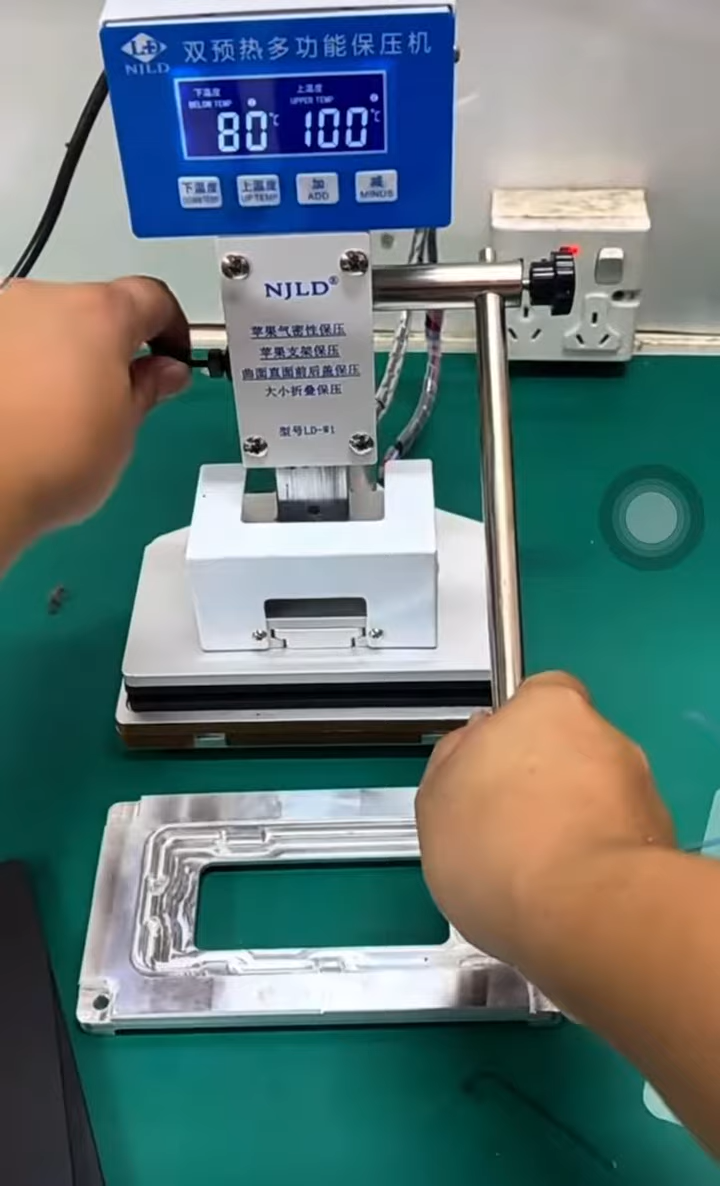 NJLD
双预热多功能保压机
下温度
BELOW TEMP
上温度
UPPER TEMP
80℃
100℃
下温度
DOWNTEMP
上温度
UPTEMP
加
ADD
减
MINUS
NJLD®
苹果气密性保压
苹果支架保压
曲面直面前后盖保压
大小折叠保压
型号LD-W1